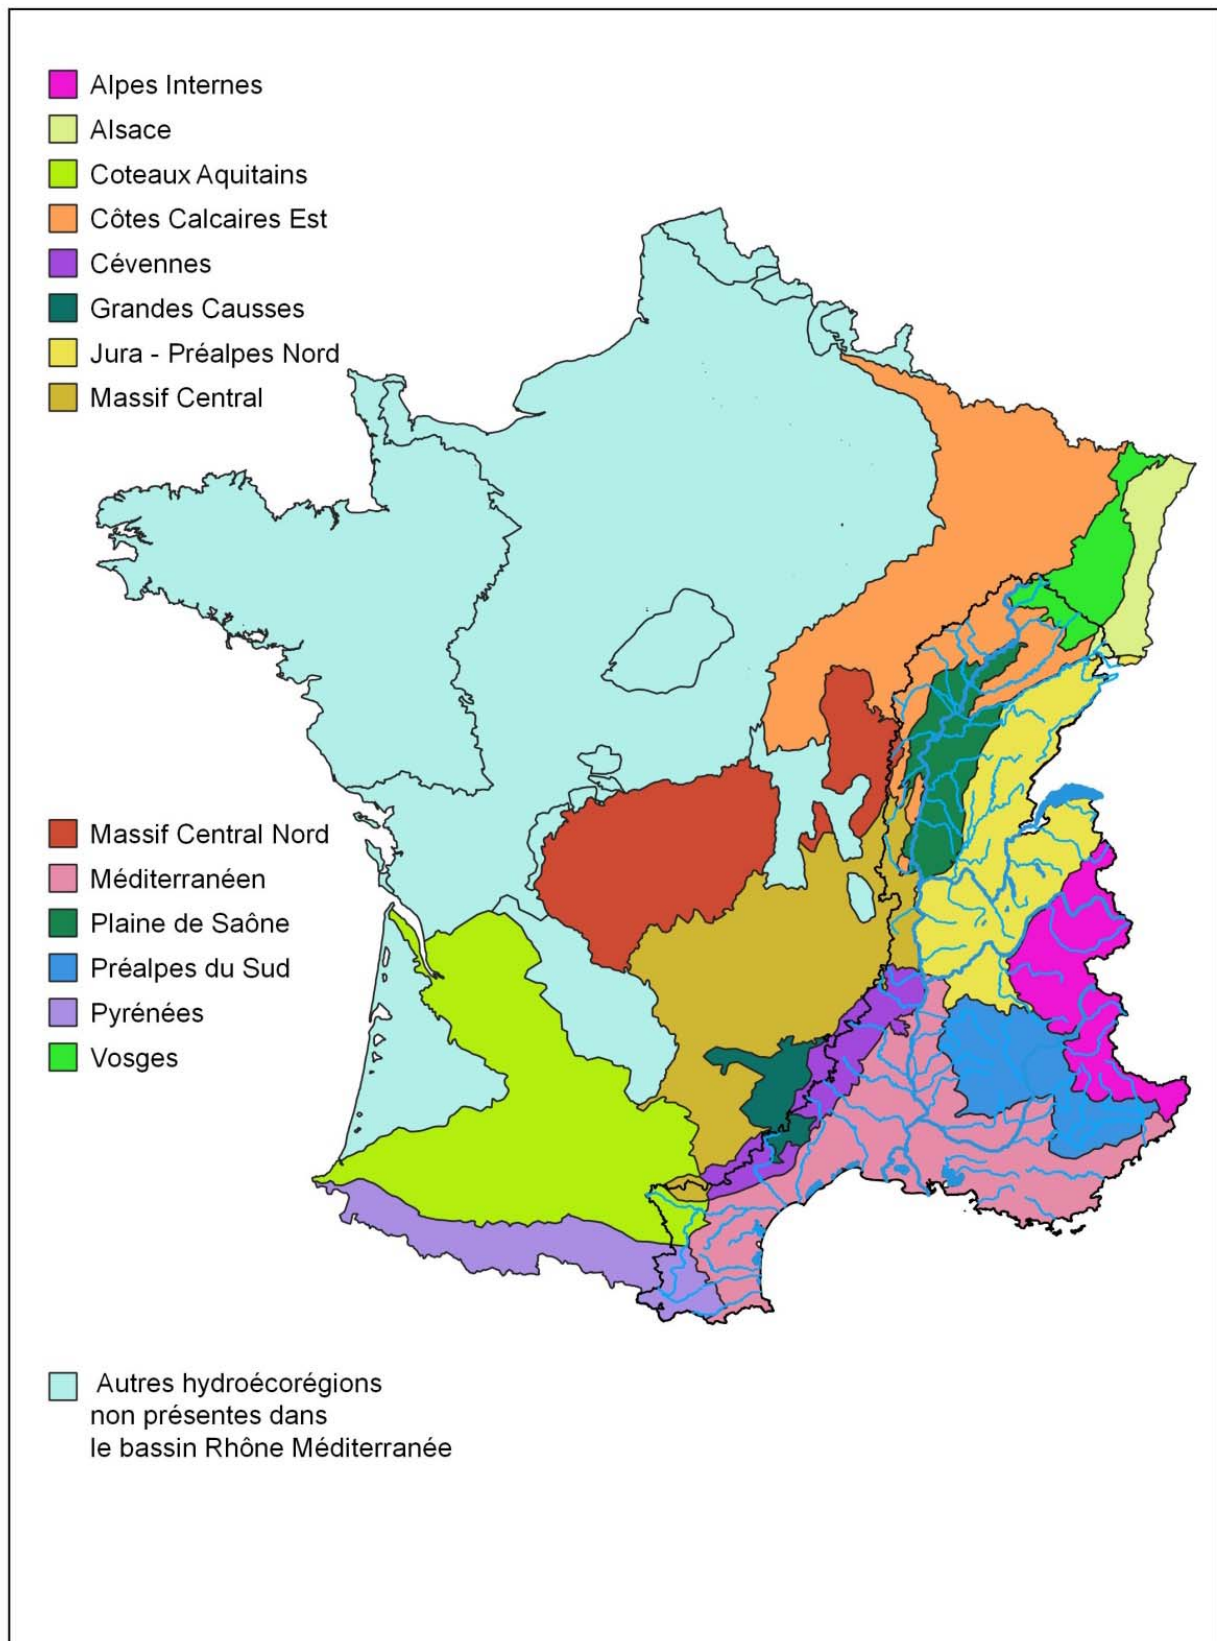 Alpes Internes
Alsace
Coteaux Aquitains
Côtes Calcaires Est
Cévennes
Grandes Causses
Jura - Préalpes Nord
Massif Central
Massif Central Nord
Méditerranéen
Plaine de Saône
Préalpes du Sud
Pyrénées
Vosges
Autres hydroécorégions
non présentes dans
le bassin Rhône Méditerranée